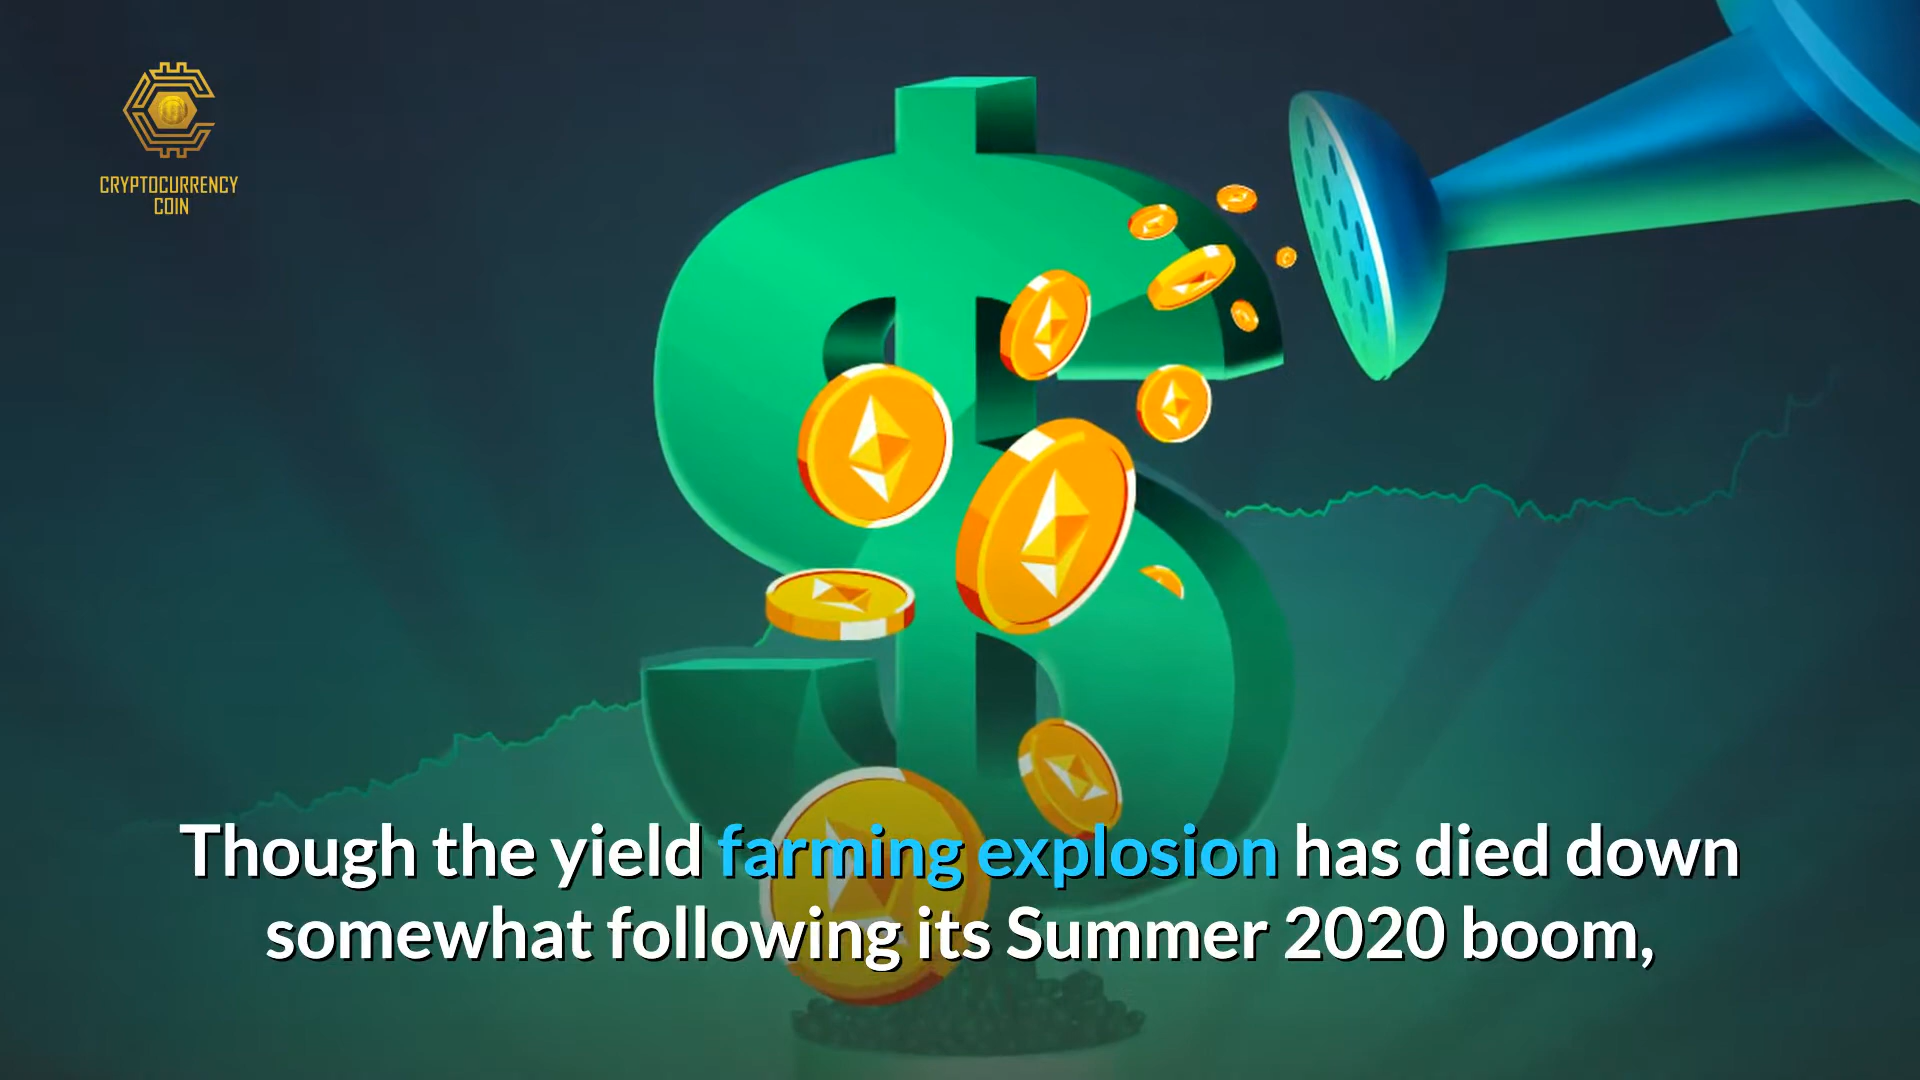 CRYPTOCURRENCY
COIN
Though the yield farming explosion has died down
somewhat following its Summer 2020 boom,